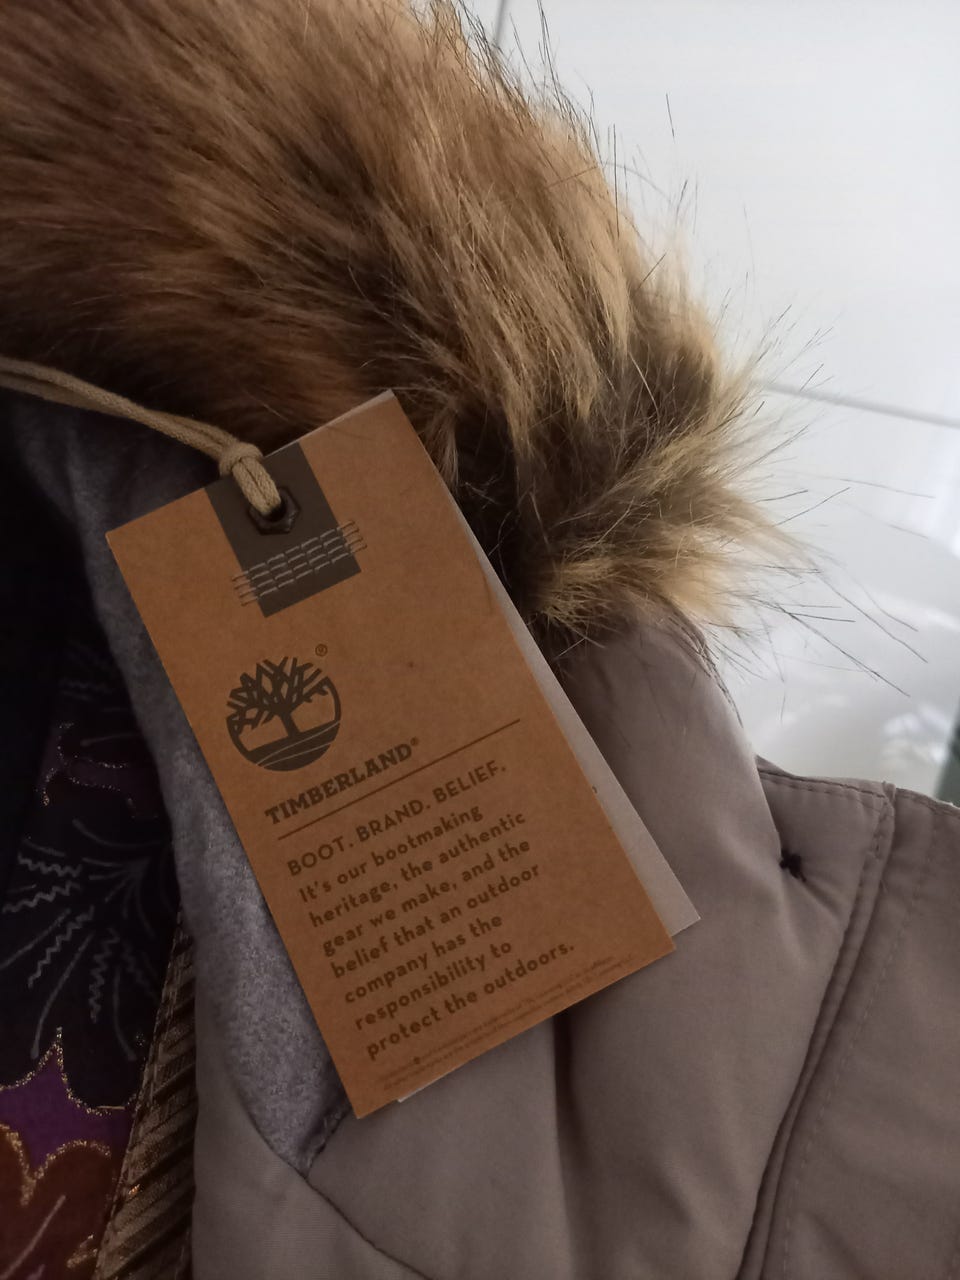 ®
TIMBERLAND®
BOOT. BRAND. BELIEF.
It's our bootmaking
heritage, the authentic
gear we make, and the
belief that an outdoor
company has the
responsibility to
protect the outdoors.